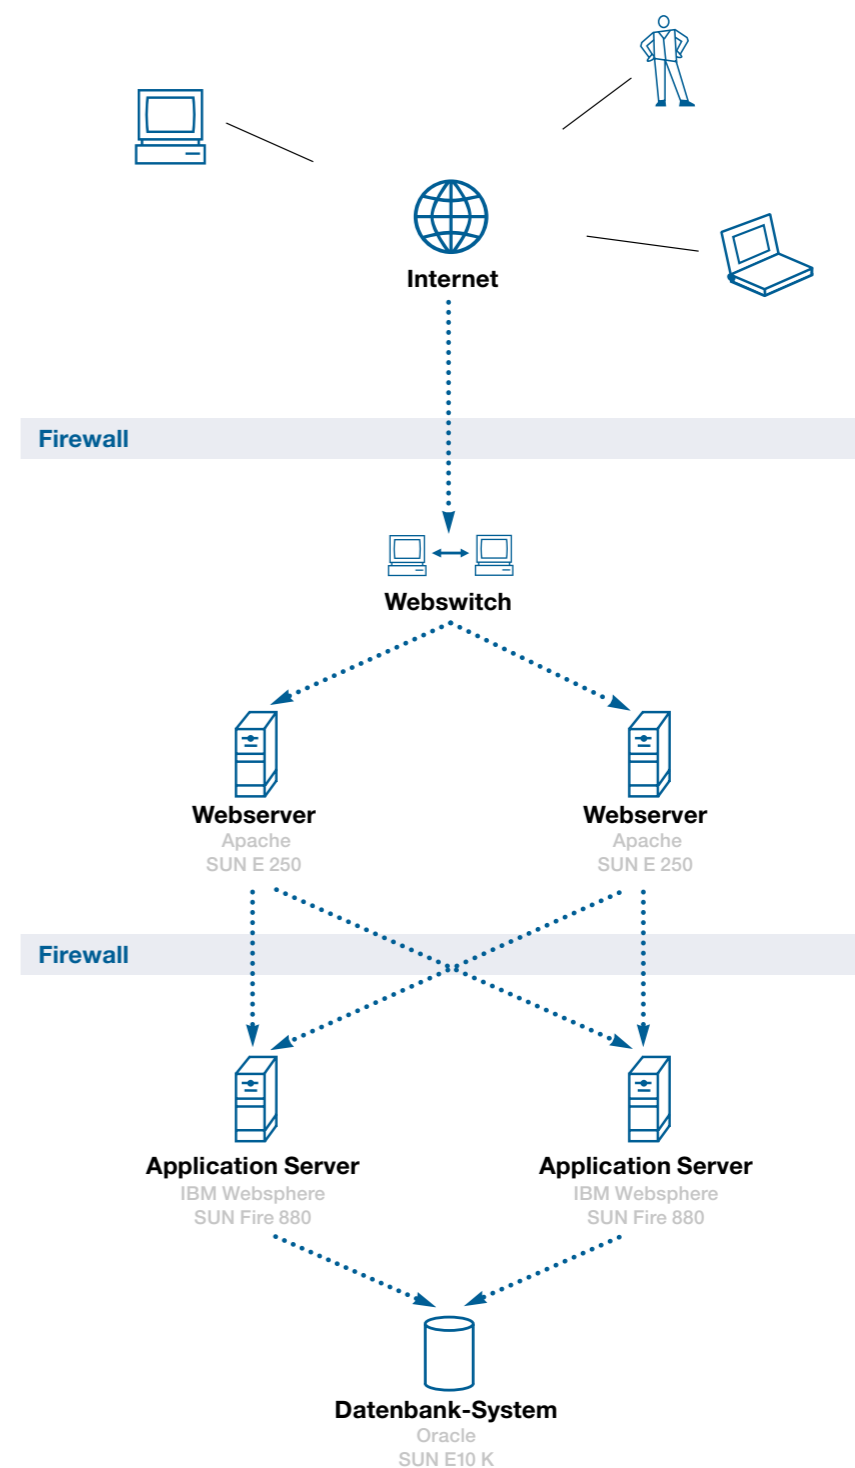 Internet
Firewall
Webswitch
Webserver
Apache
SUN E 250
Webserver
Apache
SUN E 250
Firewall
Application Server
IBM Websphere
SUN Fire 880
Application Server
IBM Websphere
SUN Fire 880
Datenbank-System
Oracle
SUN E10 K